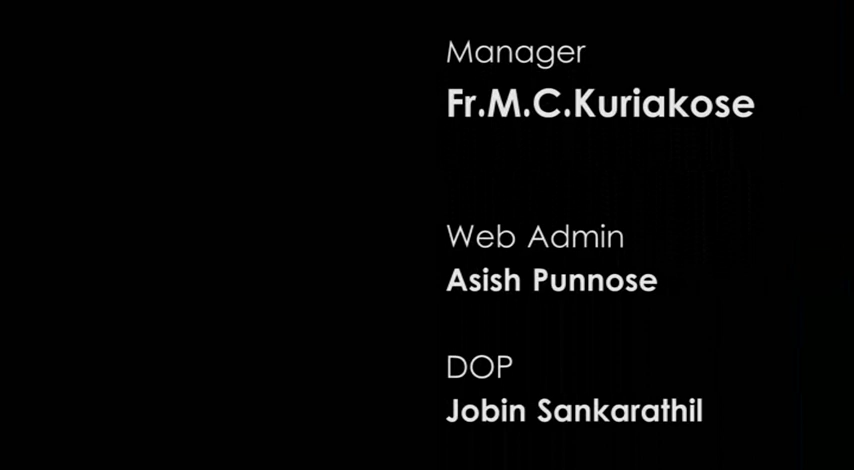 Manager
Fr.M.C.Kuriakose
Web Admin
Asish Punnose
DOP
Jobin Sankarathil